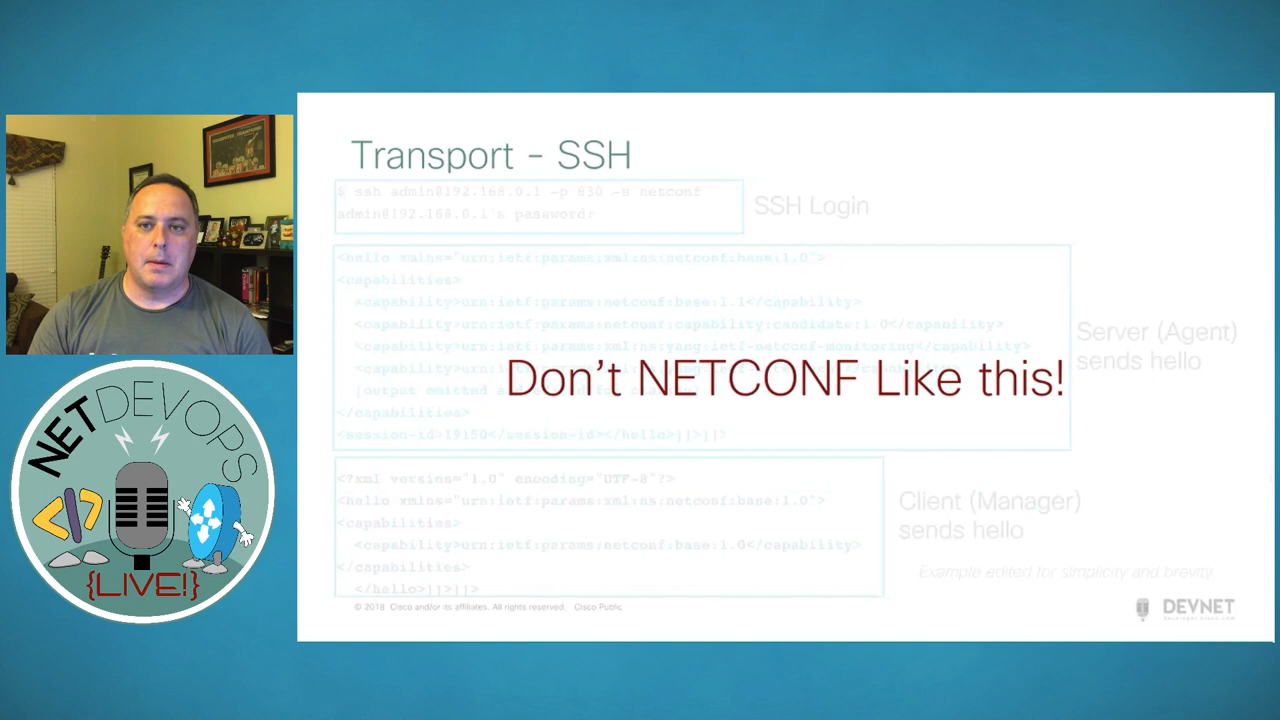 Transport - SSH
$ ssh admin@192.168.0.1 -p 830 -s netconf
admin@192.168.0.1's password:
SSH Login
<hello xmlns="urn:ietf:params:xml:ns:netconf:base:1.0">
<capabilities>
<capability>urn:ietf:params:netconf:base:1.1</capability>
<capability>urn:ietf:params:netconf:capability:candidate:1.0</capability>
<capability>urn:ietf:params:xml:ns:yang:ietf-netconf-monitoring</capability>
Server (Agent)
sends hello
Don't NETCONF Like this!
[output omitted
</capabilities>
<session-id>19150</session-id></hello>]]>]]>
<?xml version="1.0" encoding="UTF-8"?>
<hello xmlns="urn:ietf:params:xml:ns:netconf:base:1.0">
<capabilities>
<capability>urn:ietf:params:netconf:base:1.0</capability>
</capabilities>
</hello>]]>]]>
Client (Manager)
sends hello
Example edited for simplicity and brevity
© 2018 Cisco and/or its affiliates. All rights reserved. Cisco Public
DEVNET
NETDEVOPS
{LIVE!}